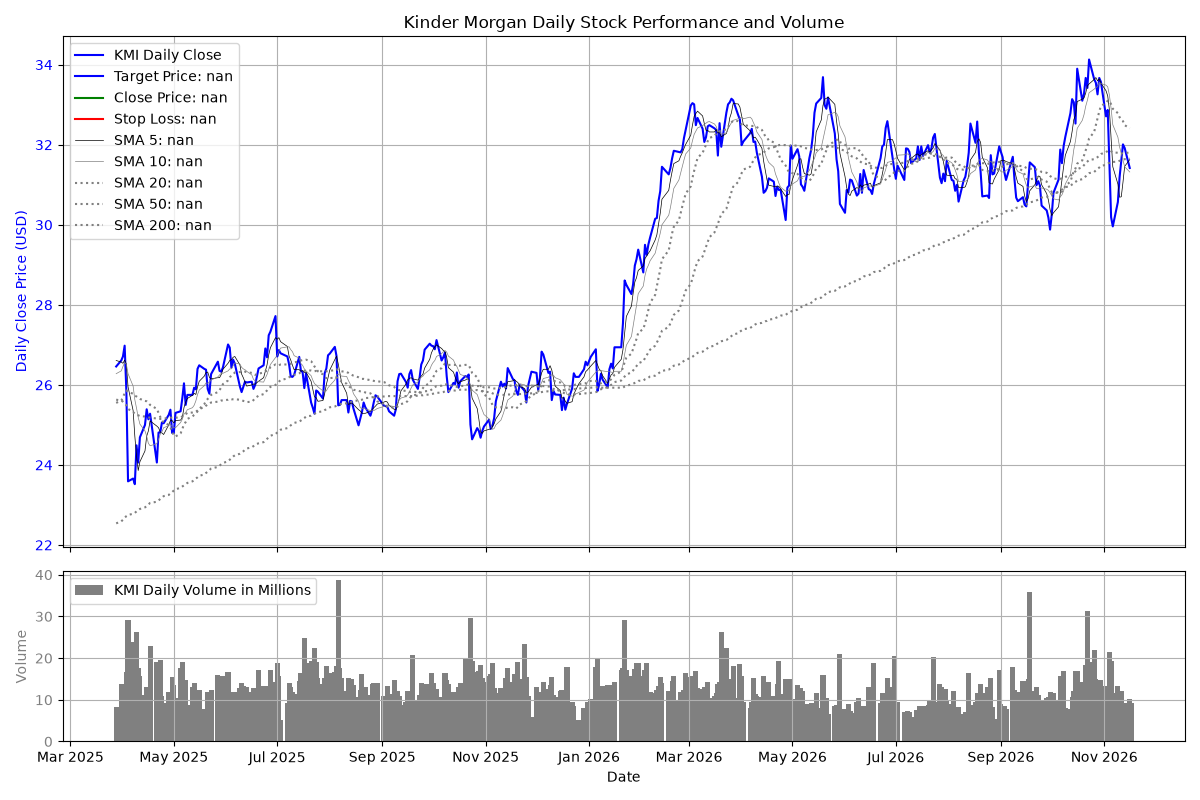 Kinder Morgan Daily Stock Performance and Volume
KMI Daily Close
Target Price: nan
Close Price: nan
Stop Loss: nan
SMA 5: nan
SMA 10: nan
SMA 20: nan
SMA 50: nan
SMA 200: nan
Daily Close Price (USD)
34
32
30
28
26
24
22
KMI Daily Volume in Millions
Volume
40
30
20
10
0
Mar 2025 May 2025 Jul 2025 Sep 2025 Nov 2025 Jan 2026 Mar 2026 May 2026 Jul 2026 Sep 2026 Nov 2026
Date